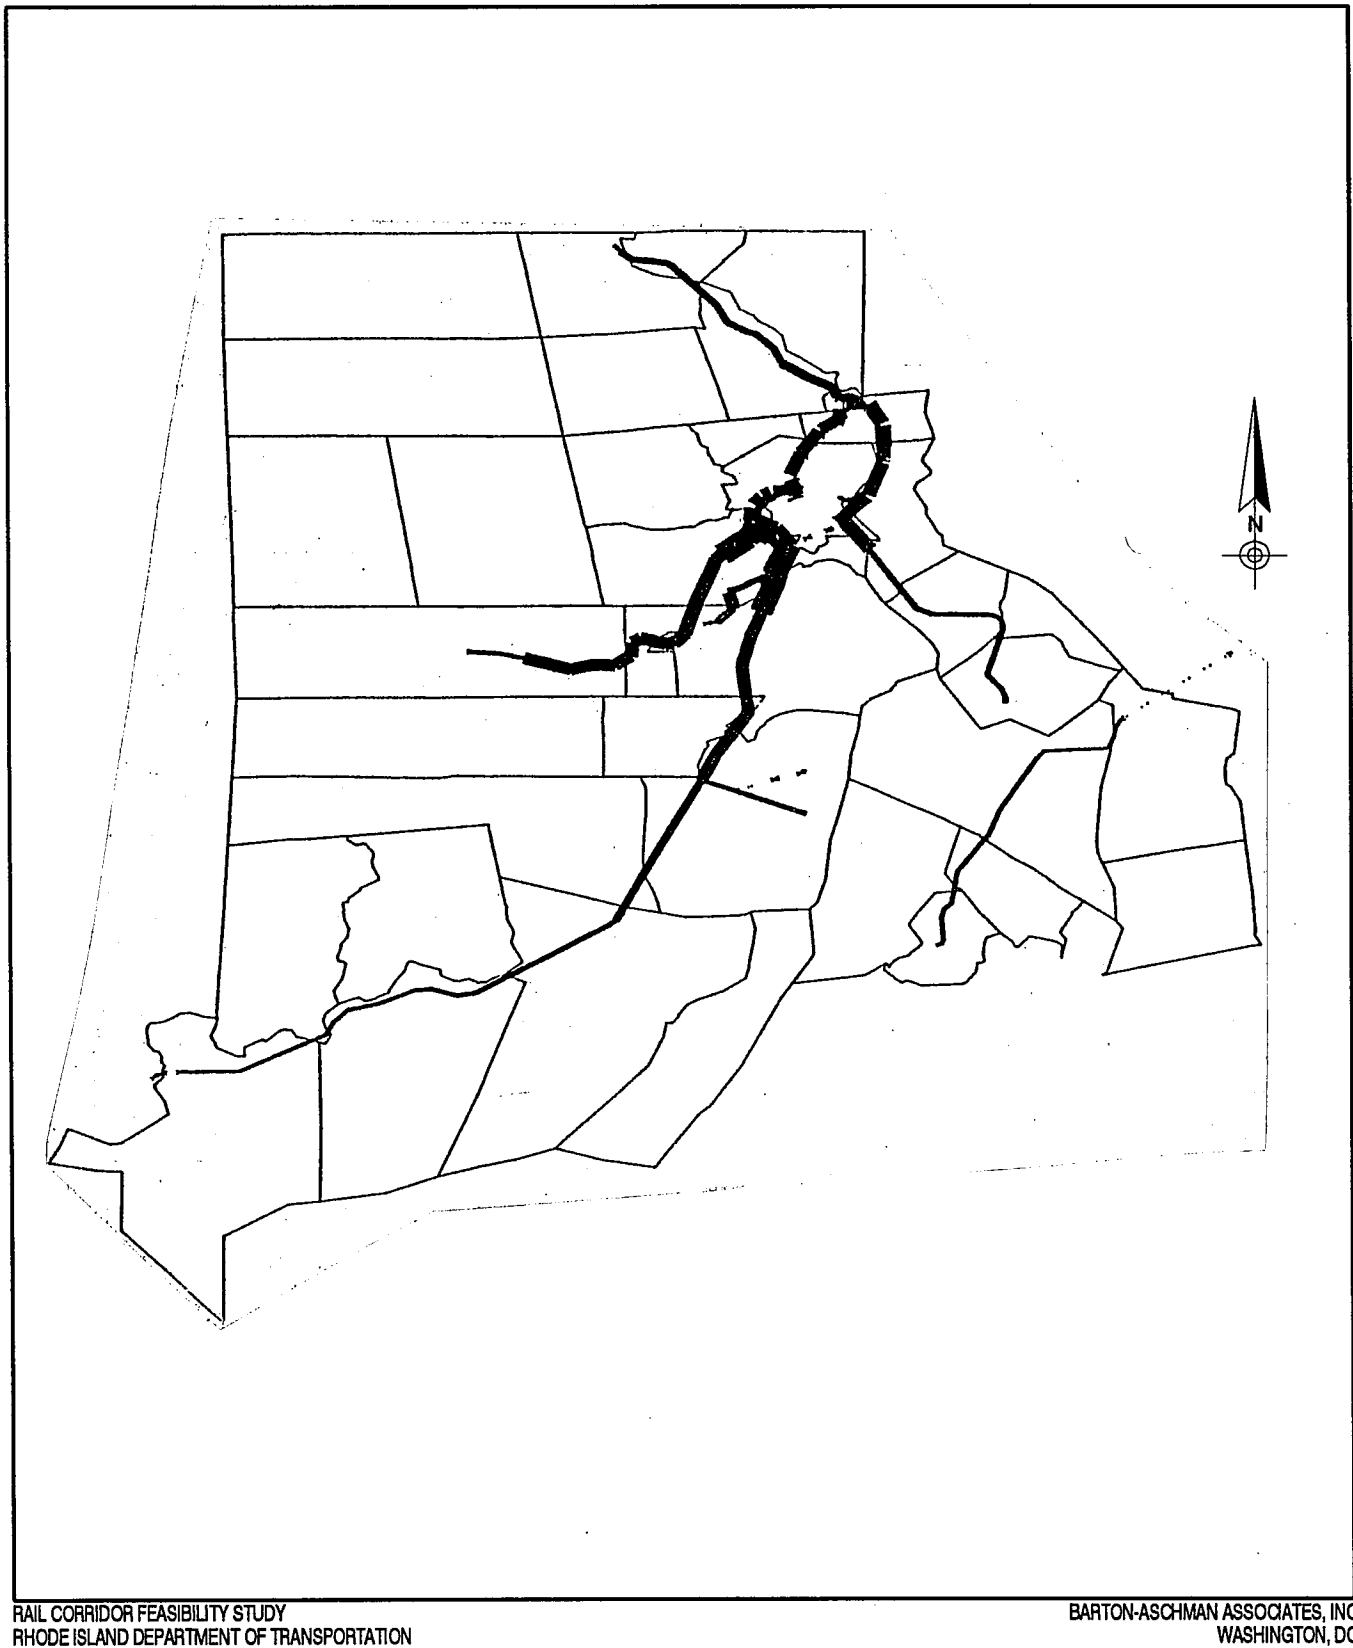 N
RAIL CORRIDOR FEASIBILITY STUDY
RHODE ISLAND DEPARTMENT OF TRANSPORTATION
BARTON-ASCHMAN ASSOCIATES, INC
WASHINGTON, DC